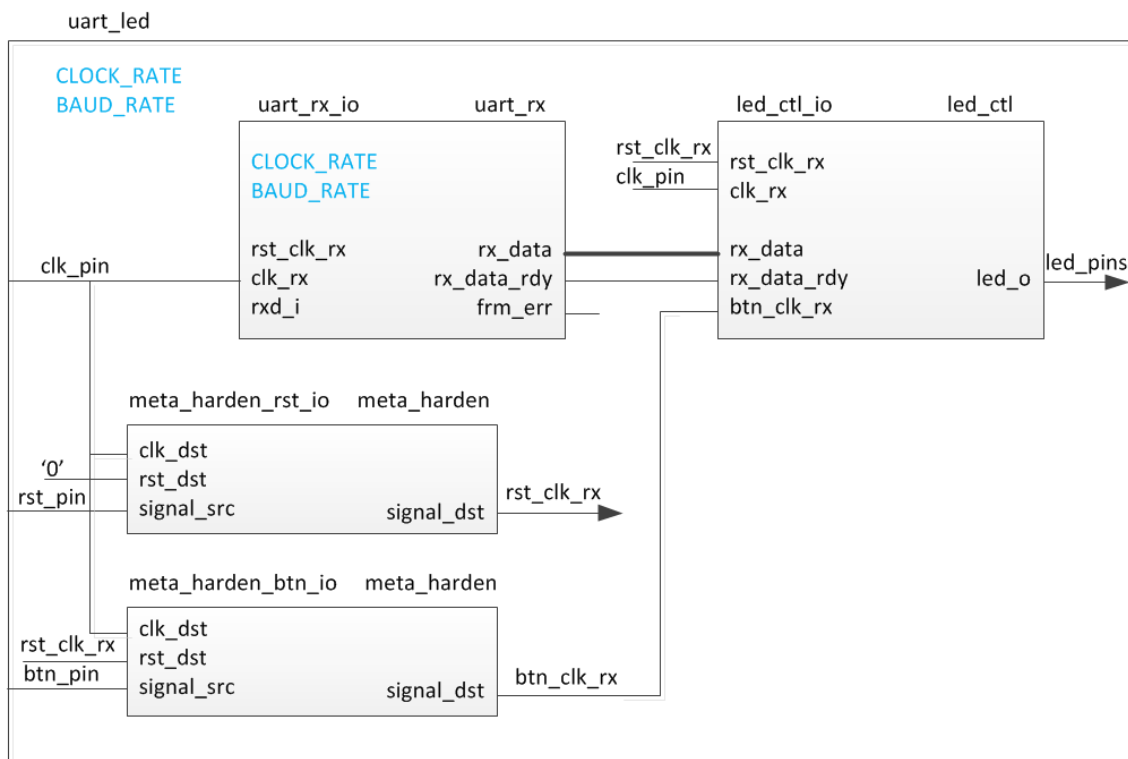 uart_led
CLOCK_RATE
BAUD_RATE
uart_rx_io uart_rx
CLOCK_RATE
BAUD_RATE
rst_clk_rx rx_data
clk_rx rx_data_rdy
rxd_i frm_err
clk_pin
led_ctl_io led_ctl
rst_clk_rx
clk_pin
rst_clk_rx
clk_rx
rx_data
rx_data_rdy led_o
btn_clk_rx
led_pins
meta_harden_rst_io meta_harden
clk_dst
‘0’
rst_dst
rst_pin
signal_src signal_dst
rst_clk_rx
meta_harden_btn_io meta_harden
clk_dst
rst_clk_rx
rst_dst
btn_pin
signal_src signal_dst
btn_clk_rx